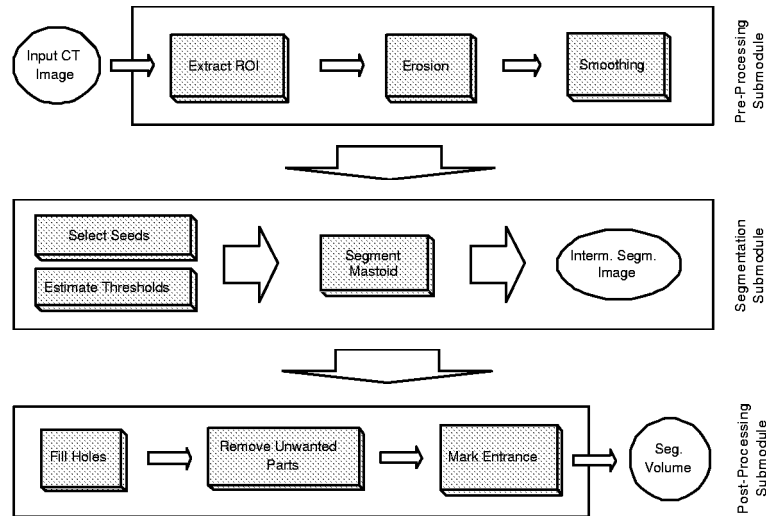 Input CT
Image
Extract ROI
Erosion
Smoothing
Pre-Processing
Submodule
Select Seeds
Estimate Thresholds
Segment
Mastoid
Interm. Segm.
Image
Segmentation
Submodule
Fill Holes
Remove Unwanted
Parts
Mark Entrance
Seg.
Volume
Post-Processing
Submodule